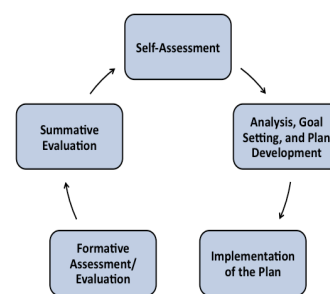 Self-Assessment
Analysis, Goal
Setting, and Plan
Development
Implementation
of the Plan
Formative
Assessment/
Evaluation
Summative
Evaluation